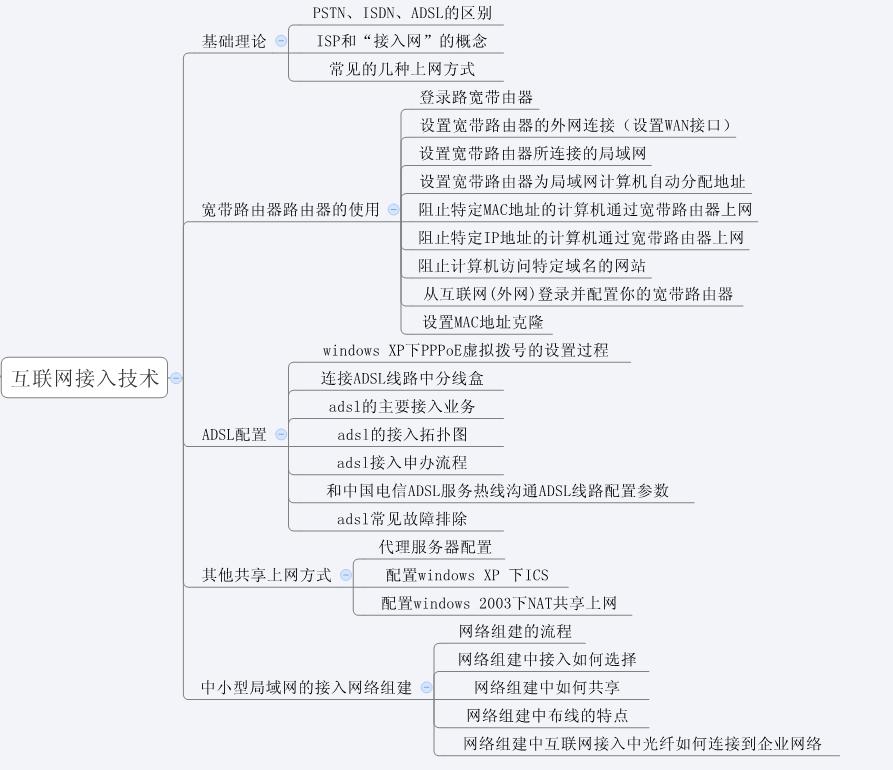 互联网接入技术
基础理论
PSTN、ISDN、ADSL的区别
ISP和“接入网”的概念
常见的几种上网方式
宽带路由器路由器的使用
登录路宽带由器
设置宽带路由器的外网连接（设置WAN接口）
设置宽带路由器所连接的局域网
设置宽带路由器为局域网计算机自动分配地址
阻止特定MAC地址的计算机通过宽带路由器上网
阻止特定IP地址的计算机通过宽带路由器上网
阻止计算机访问特定域名的网站
从互联网(外网)登录并配置你的宽带路由器
设置MAC地址克隆
ADSL配置
windows XP下PPPoE虚拟拨号的设置过程
连接ADSL线路中分线盒
adsl的主要接入业务
adsl的接入拓扑图
adsl接入申办流程
和中国电信ADSL服务热线沟通ADSL线路配置参数
adsl常见故障排除
其他共享上网方式
代理服务器配置
配置windows XP 下ICS
配置windows 2003下NAT共享上网
中小型局域网的接入网络组建
网络组建的流程
网络组建中接入如何选择
网络组建中如何共享
网络组建中布线的特点
网络组建中互联网接入中光纤如何连接到企业网络